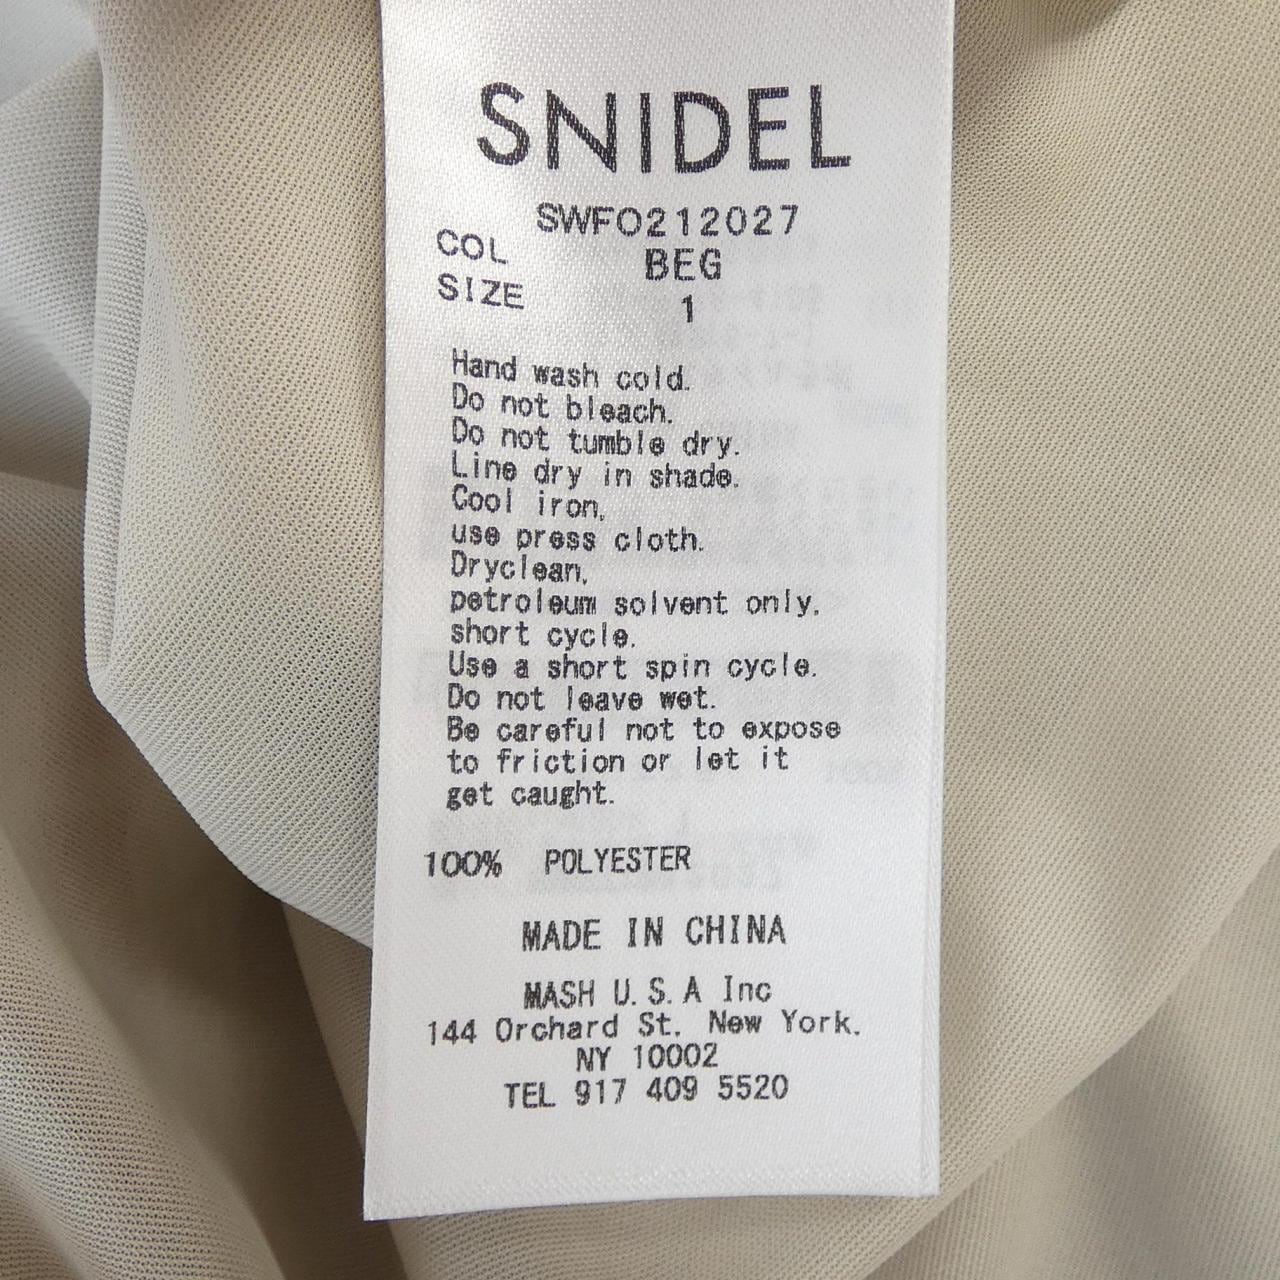 SNIDEL
SWFO212027
COL BEG
SIZE 1
Hand wash cold.
Do not bleach.
Do not tumble dry.
Line dry in shade.
Cool iron,
use press cloth.
Dryclean,
petroleum solvent only,
short cycle.
Use a short spin cycle.
Do not leave wet.
Be careful not to expose
to friction or let it
get caught.
100% POLYESTER
MADE IN CHINA
MASH U.S.A Inc
144 Orchard St. New York.
NY 10002
TEL 917 409 5520